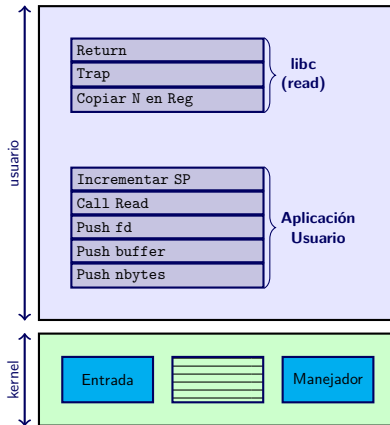 usuario
Return
Trap
Copiar N en Reg
libc
(read)
Incrementar SP
Call Read
Push fd
Push buffer
Push nbytes
Aplicación
Usuario
kernel
Entrada
Manejador